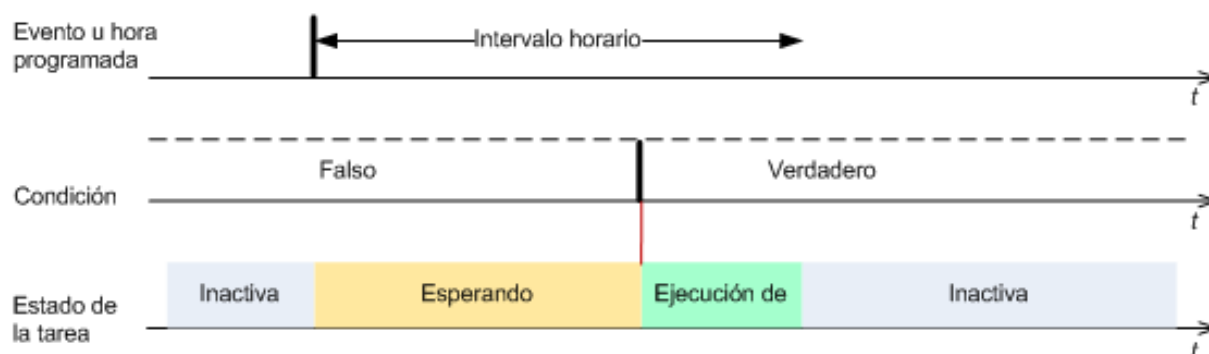 Evento u hora
programada
Intervalo horario
t
Falso
Verdadero
Condición
t
Inactiva
Esperando
Ejecución de
Inactiva
Estado de
la tarea
t